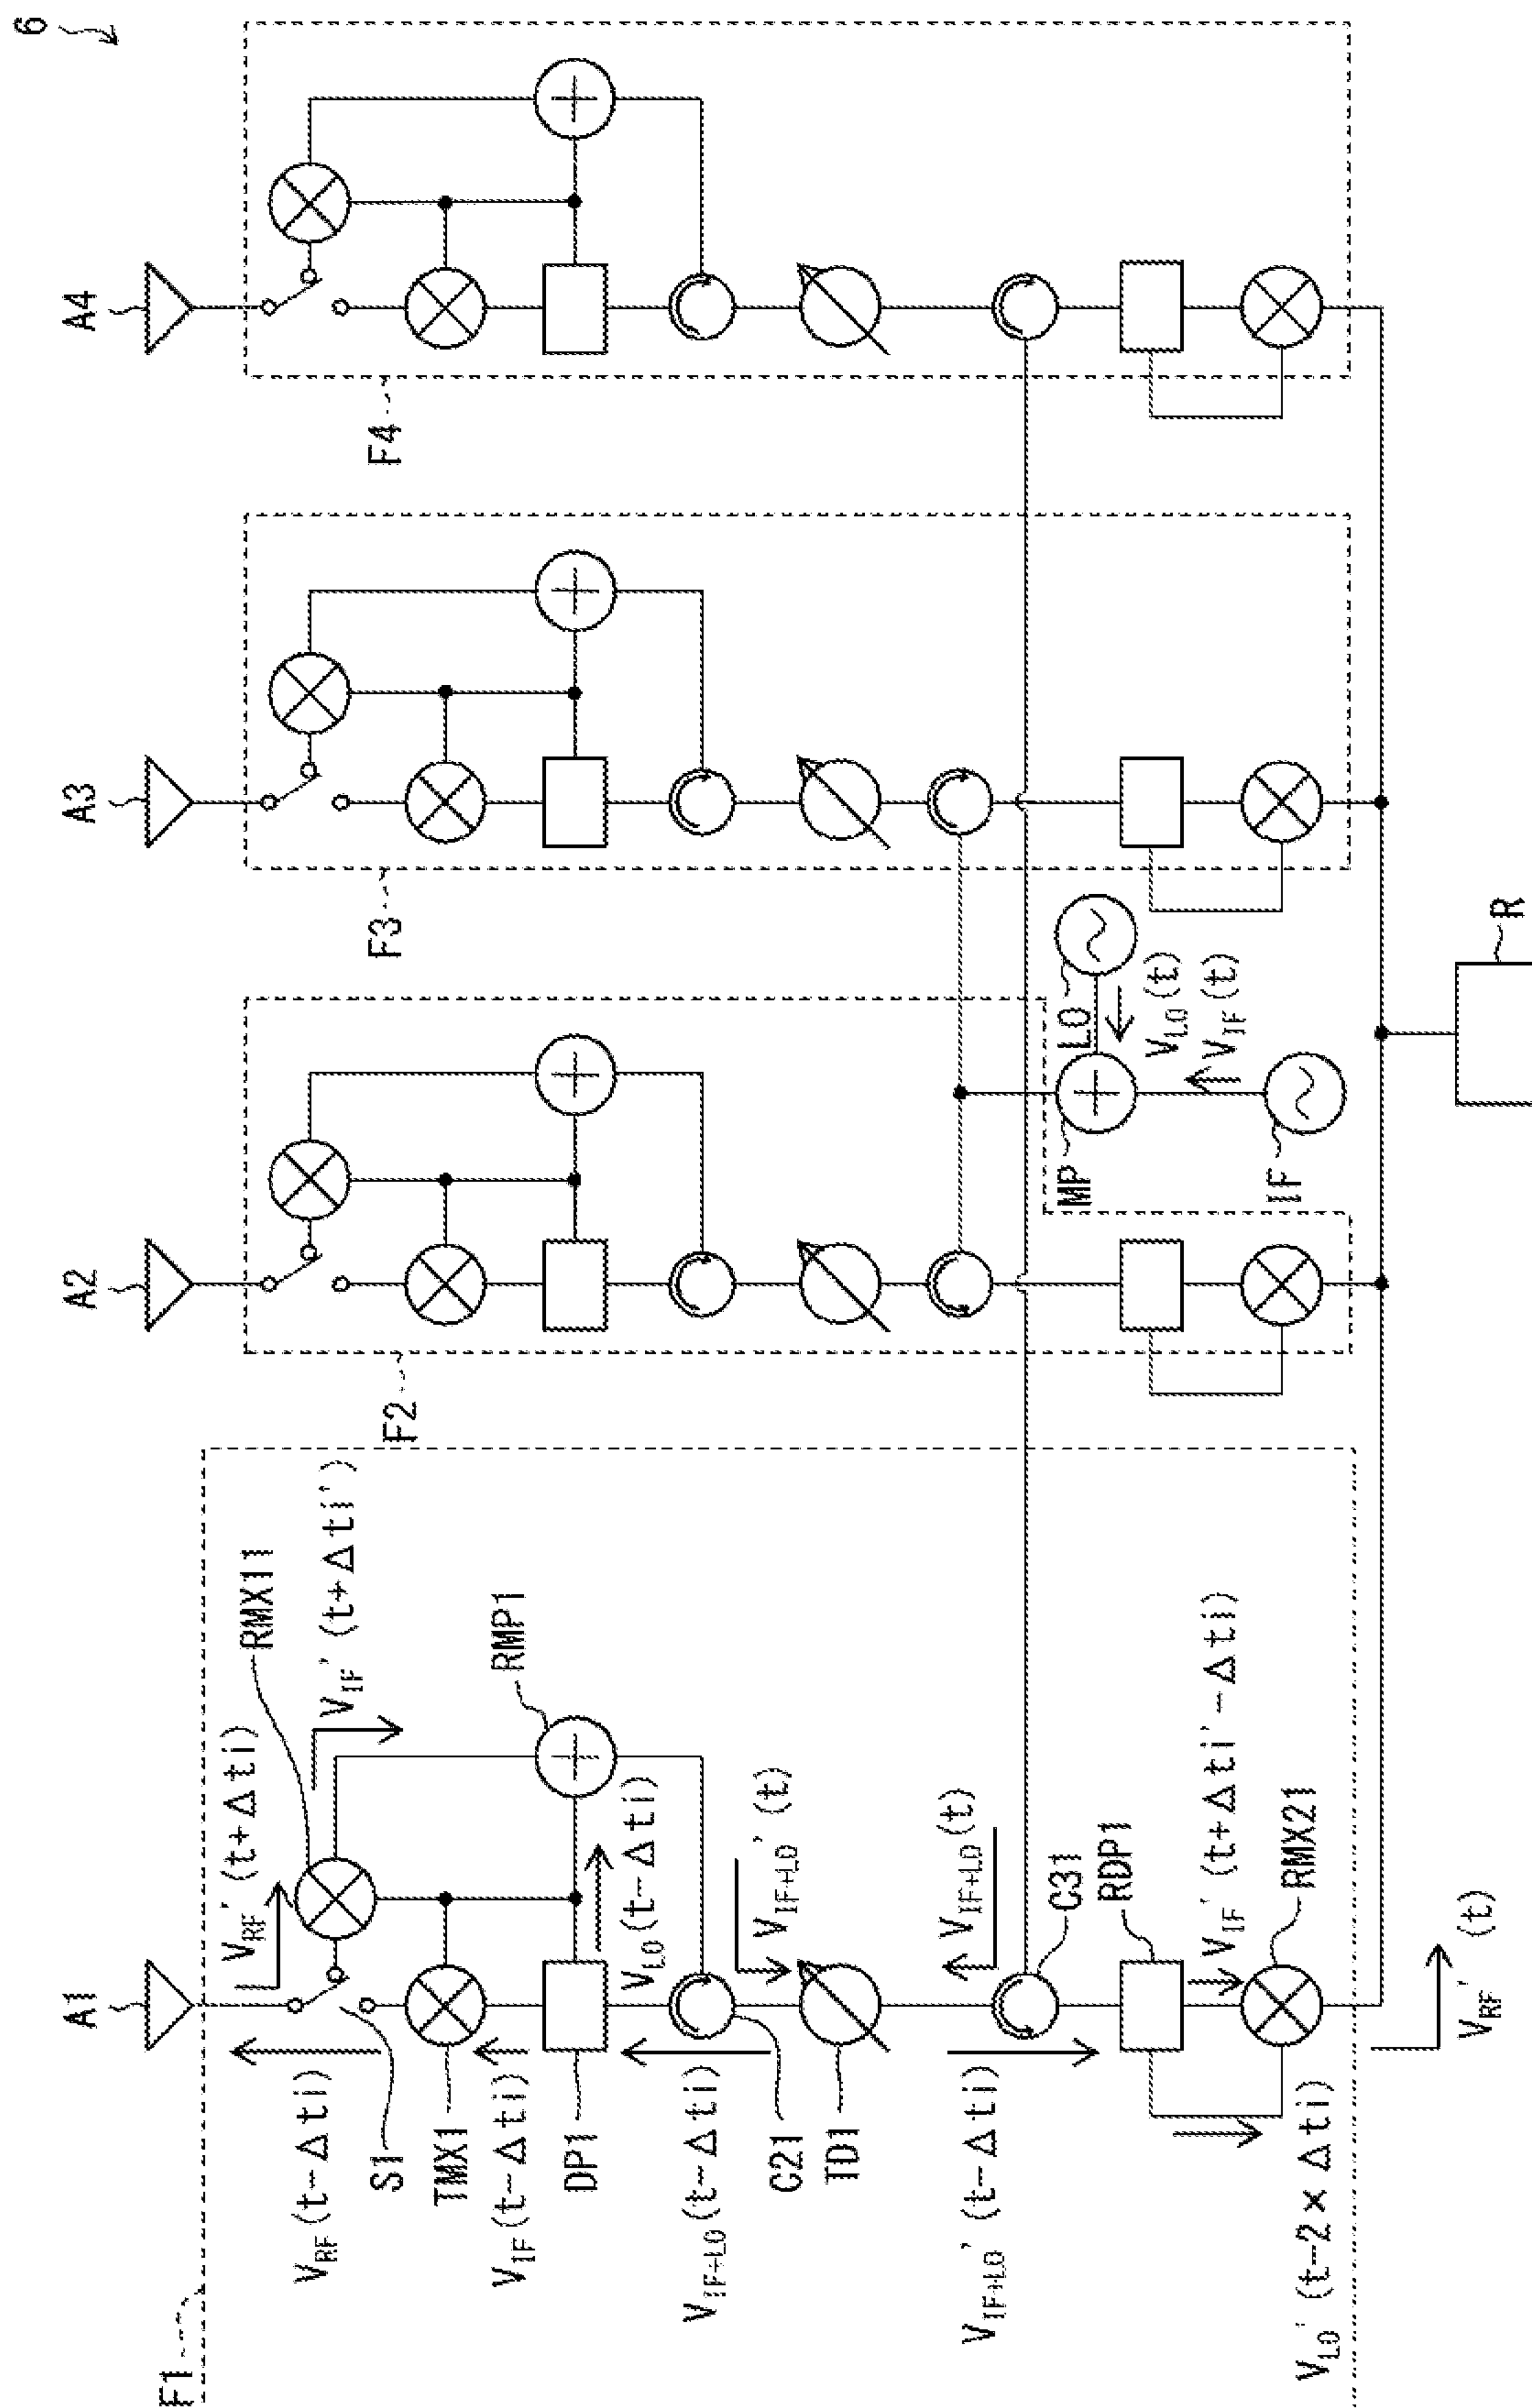 6
A1
A2
A3
A4
F1
F2
F3
F4
RMX11
V_RF'(t+Δti)
V_IF'(t+Δti')
V_RF(t-Δti)
S1
TMX1
V_IF(t-Δti)
DP1
RMP1
V_LO(t-Δti)
V_IF+LO(t-Δti)
C21
TD1
V_IF+LO'(t)
V_IF+LO(t)
V_IF+LO'(t-Δti)
C31
RDP1
V_IF'(t+Δti'-Δti)
RMX21
V_LO'(t-2×Δti)
V_RF'(t)
MP
LO
V_LO(t)
V_IF(t)
IF
R